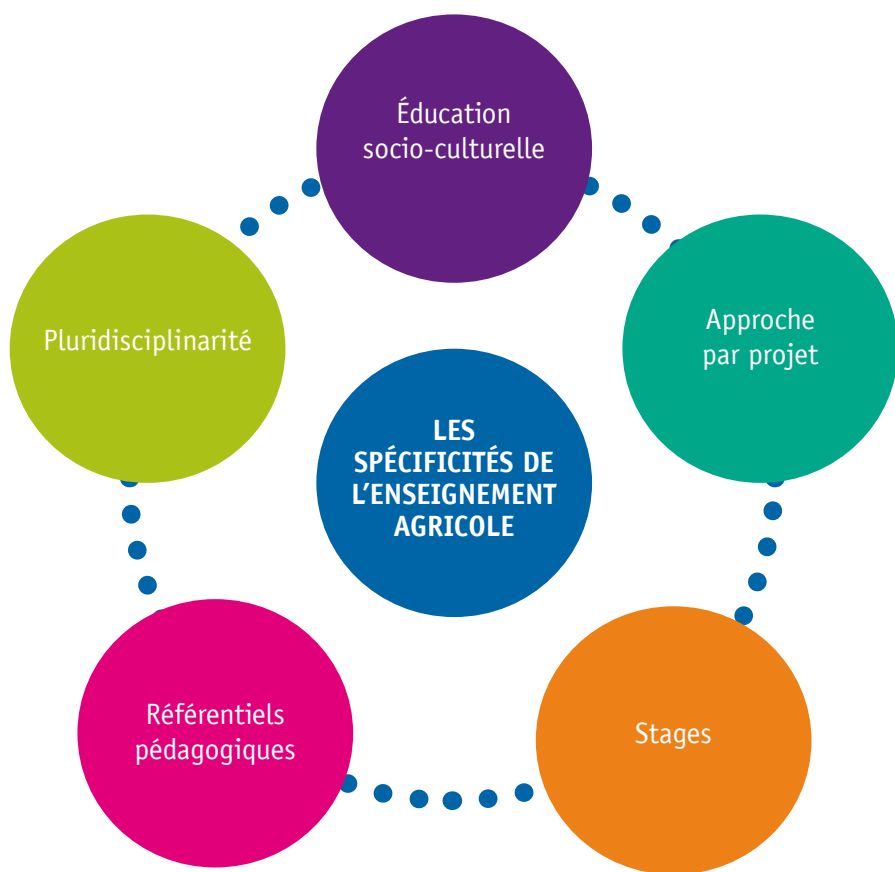 Éducation
socio-culturelle
Approche
par projet
Pluridisciplinarité
LES
SPÉCIFICITÉS DE
L'ENSEIGNEMENT
AGRICOLE
Stages
Référentiels
pédagogiques